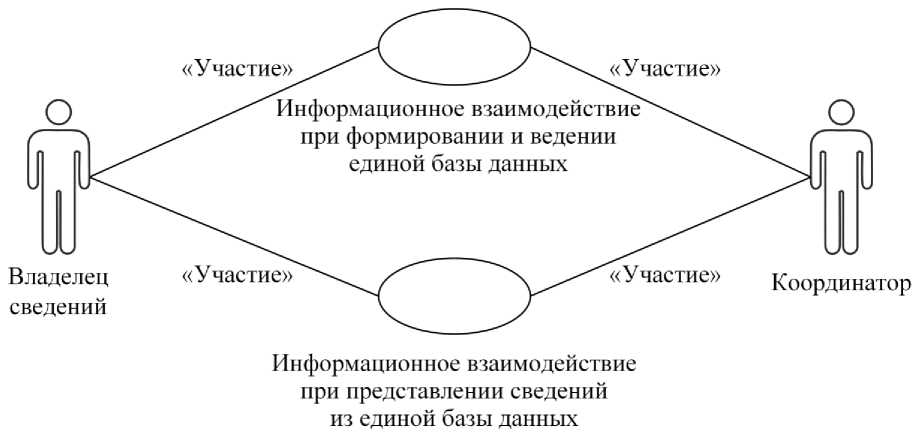 «Участие»
«Участие»
Информационное взаимодействие
при формировании и ведении
единой базы данных
Владелец
сведений
«Участие»
«Участие»
Координатор
Информационное взаимодействие
при представлении сведений
из единой базы данных